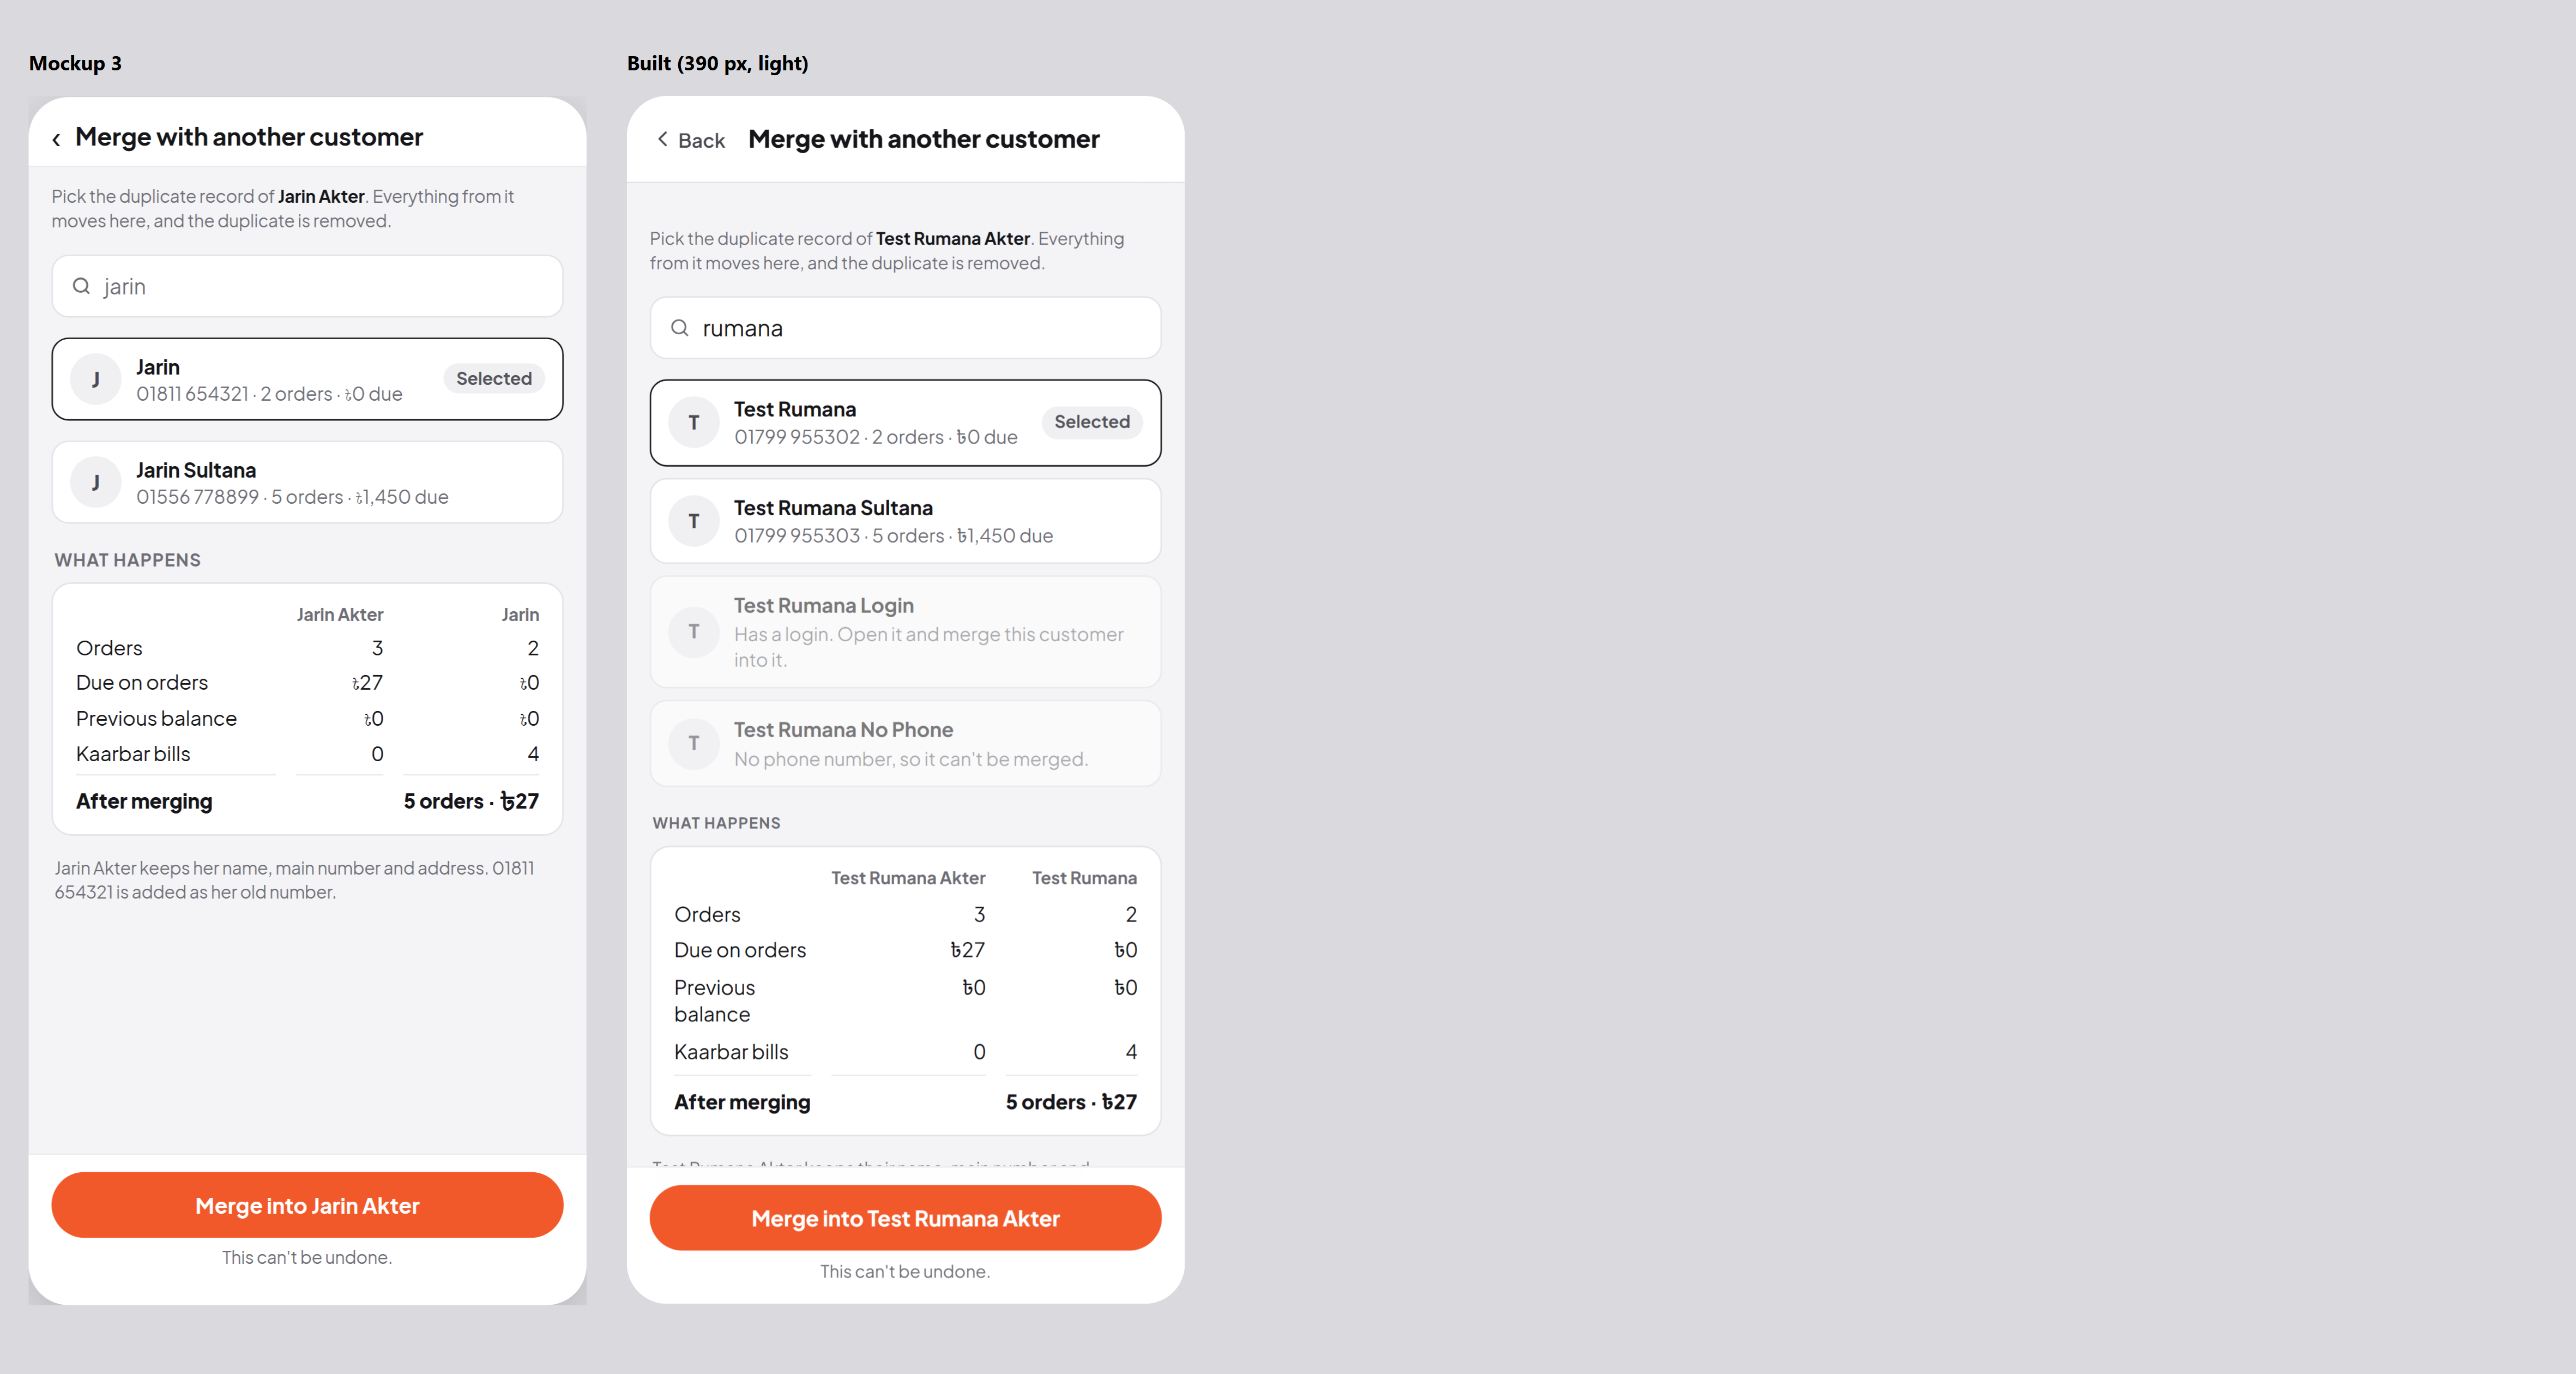 Mockup 3
‹ Merge with another customer
Pick the duplicate record of Jarin Akter. Everything from it
moves here, and the duplicate is removed.
jarin
J
Jarin
01811 654321 · 2 orders · ৳0 due
Selected
J
Jarin Sultana
01556 778899 · 5 orders · ৳1,450 due
WHAT HAPPENS
Jarin Akter Jarin
Orders 3 2
Due on orders ৳27 ৳0
Previous balance ৳0 ৳0
Kaarbar bills 0 4
After merging 5 orders · ৳27
Jarin Akter keeps her name, main number and address. 01811
654321 is added as her old number.
Merge into Jarin Akter
This can't be undone.
Built (390 px, light)
Back Merge with another customer
Pick the duplicate record of Test Rumana Akter. Everything
from it moves here, and the duplicate is removed.
rumana
T
Test Rumana
01799 955302 · 2 orders · ৳0 due
Selected
T
Test Rumana Sultana
01799 955303 · 5 orders · ৳1,450 due
T
Test Rumana Login
Has a login. Open it and merge this customer
into it.
T
Test Rumana No Phone
No phone number, so it can't be merged.
WHAT HAPPENS
Test Rumana Akter Test Rumana
Orders 3 2
Due on orders ৳27 ৳0
Previous ৳0 ৳0
balance
Kaarbar bills 0 4
After merging 5 orders · ৳27
Merge into Test Rumana Akter
This can't be undone.